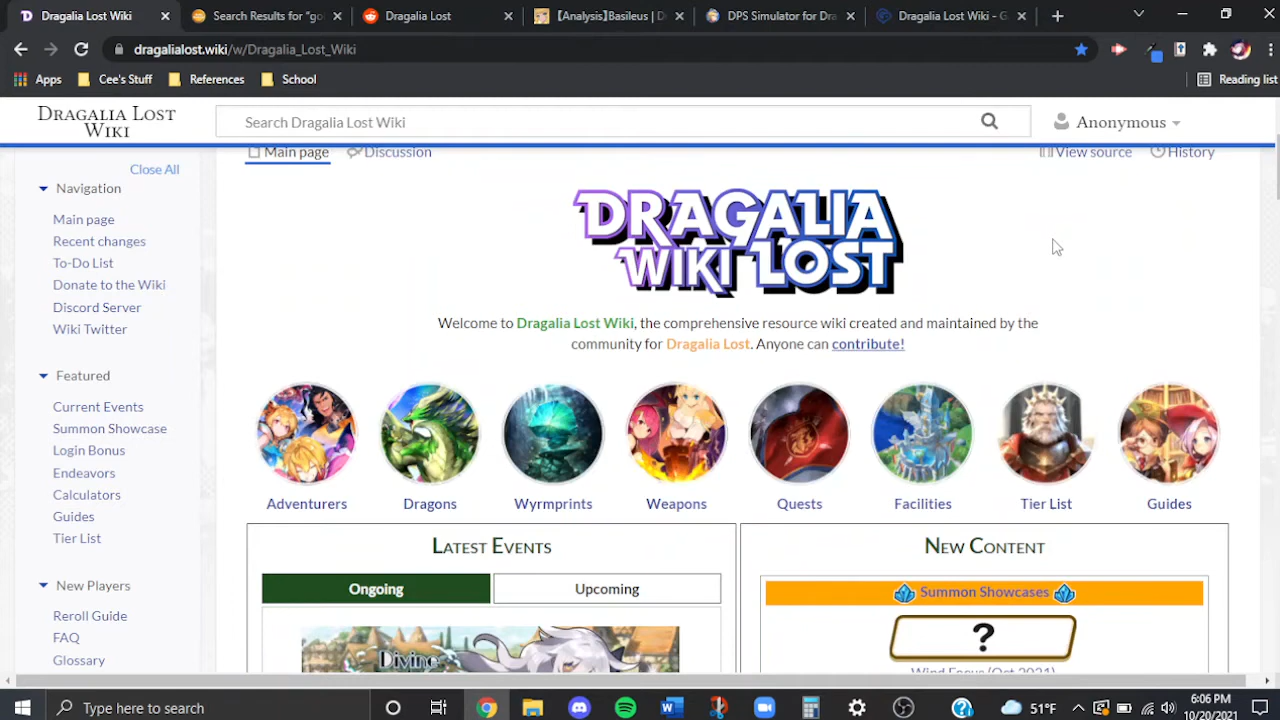 Dragalia Lost Wiki
Search Results for "go
Dragalia Lost
【Analysis】Basileus | D
DPS Simulator for Dra
Dragalia Lost Wiki - G
dragalialost.wiki/w/Dragalia_Lost_Wiki
Apps
Cee's Stuff
References
School
Reading list
DRAGALIA LOST
WIKI
Search Dragalia Lost Wiki
Anonymous
Main page
Discussion
View source
History
Close All
Navigation
Main page
Recent changes
To-Do List
Donate to the Wiki
Discord Server
Wiki Twitter
Featured
Current Events
Summon Showcase
Login Bonus
Endeavors
Calculators
Guides
Tier List
New Players
Reroll Guide
FAQ
Glossary
DRAGALIA
WIKI LOST
Welcome to Dragalia Lost Wiki, the comprehensive resource wiki created and maintained by the
community for Dragalia Lost. Anyone can contribute!
Adventurers
Dragons
Wyrmprints
Weapons
Quests
Facilities
Tier List
Guides
LATEST EVENTS
Ongoing
Upcoming
Divine
NEW CONTENT
Summon Showcases
?
Wind Focus (Oct 2021)
Type here to search
51°F
6:06 PM
10/20/2021